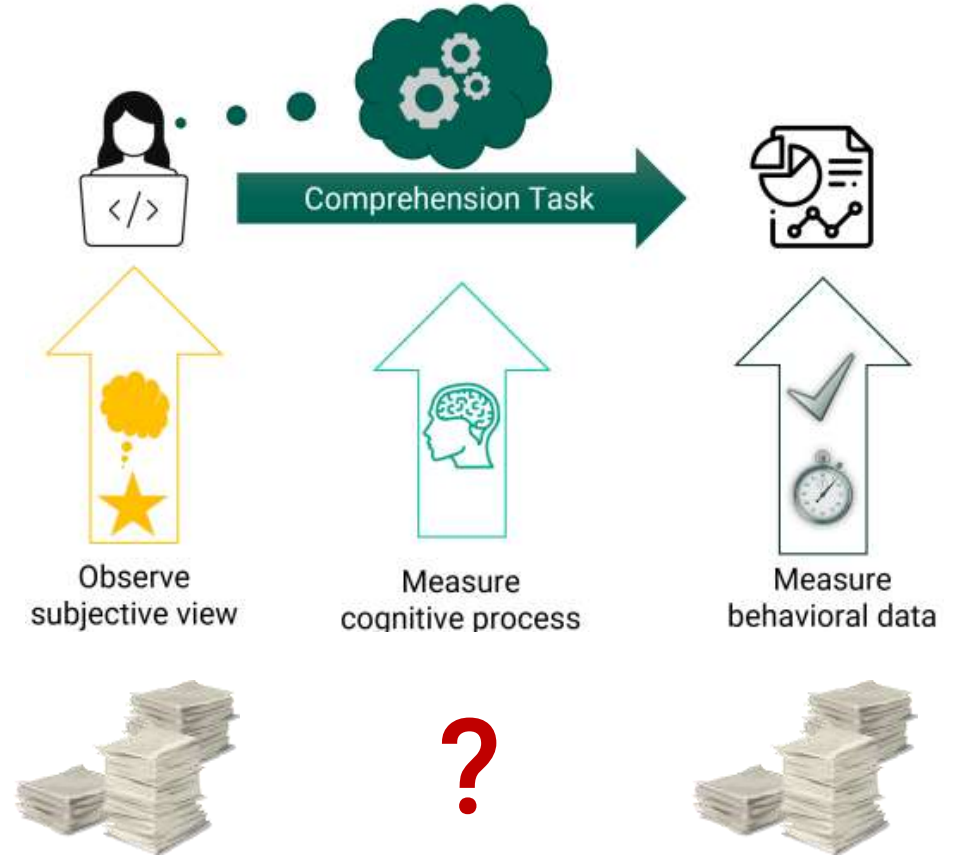 </>
Comprehension Task
Observe
subjective view
Measure
cognitive process
Measure
behavioral data
?